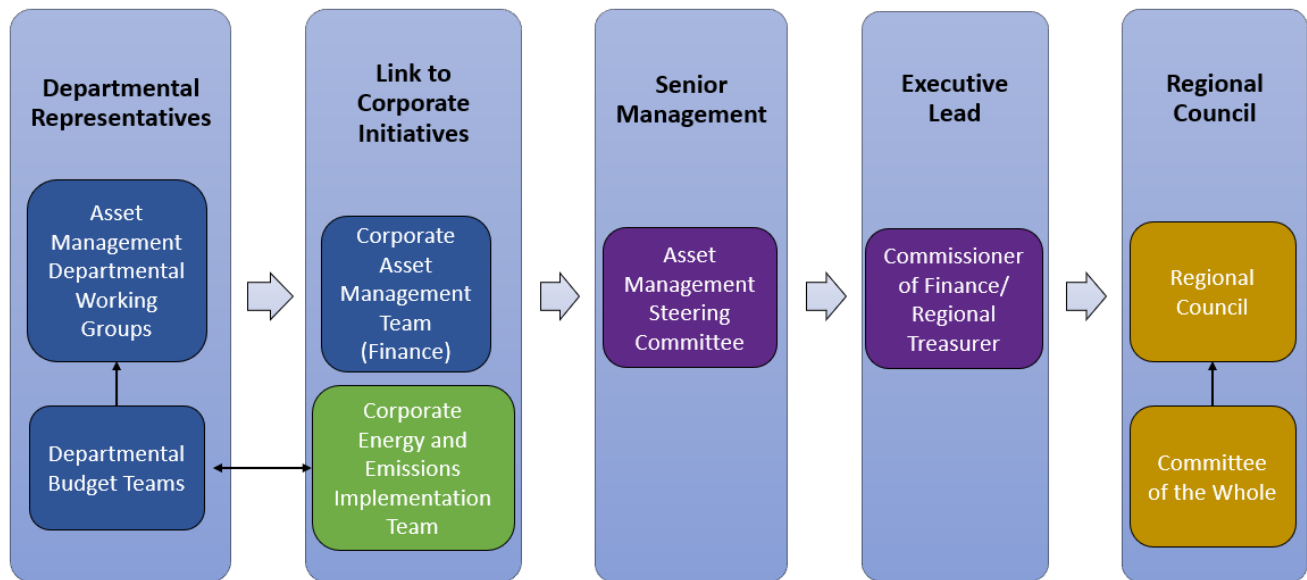 Departmental
Representatives
Asset
Management
Departmental
Working
Groups
Departmental
Budget Teams
Link to
Corporate
Initiatives
Corporate
Asset
Management
Team
(Finance)
Corporate
Energy and
Emissions
Implementation
Team
Senior
Management
Asset
Management
Steering
Committee
Executive
Lead
Commissioner
of Finance/
Regional
Treasurer
Regional
Council
Regional
Council
Committee
of the Whole